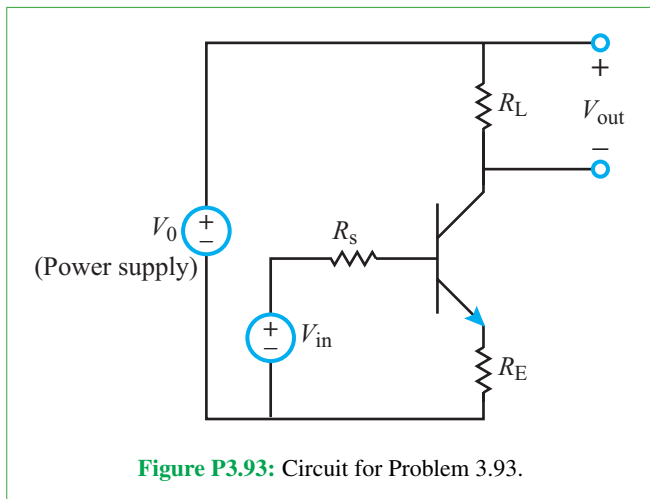 +
R_L
V_out
−
V_0
+
−
(Power supply)
R_s
+
−
V_in
R_E
Figure P3.93: Circuit for Problem 3.93.